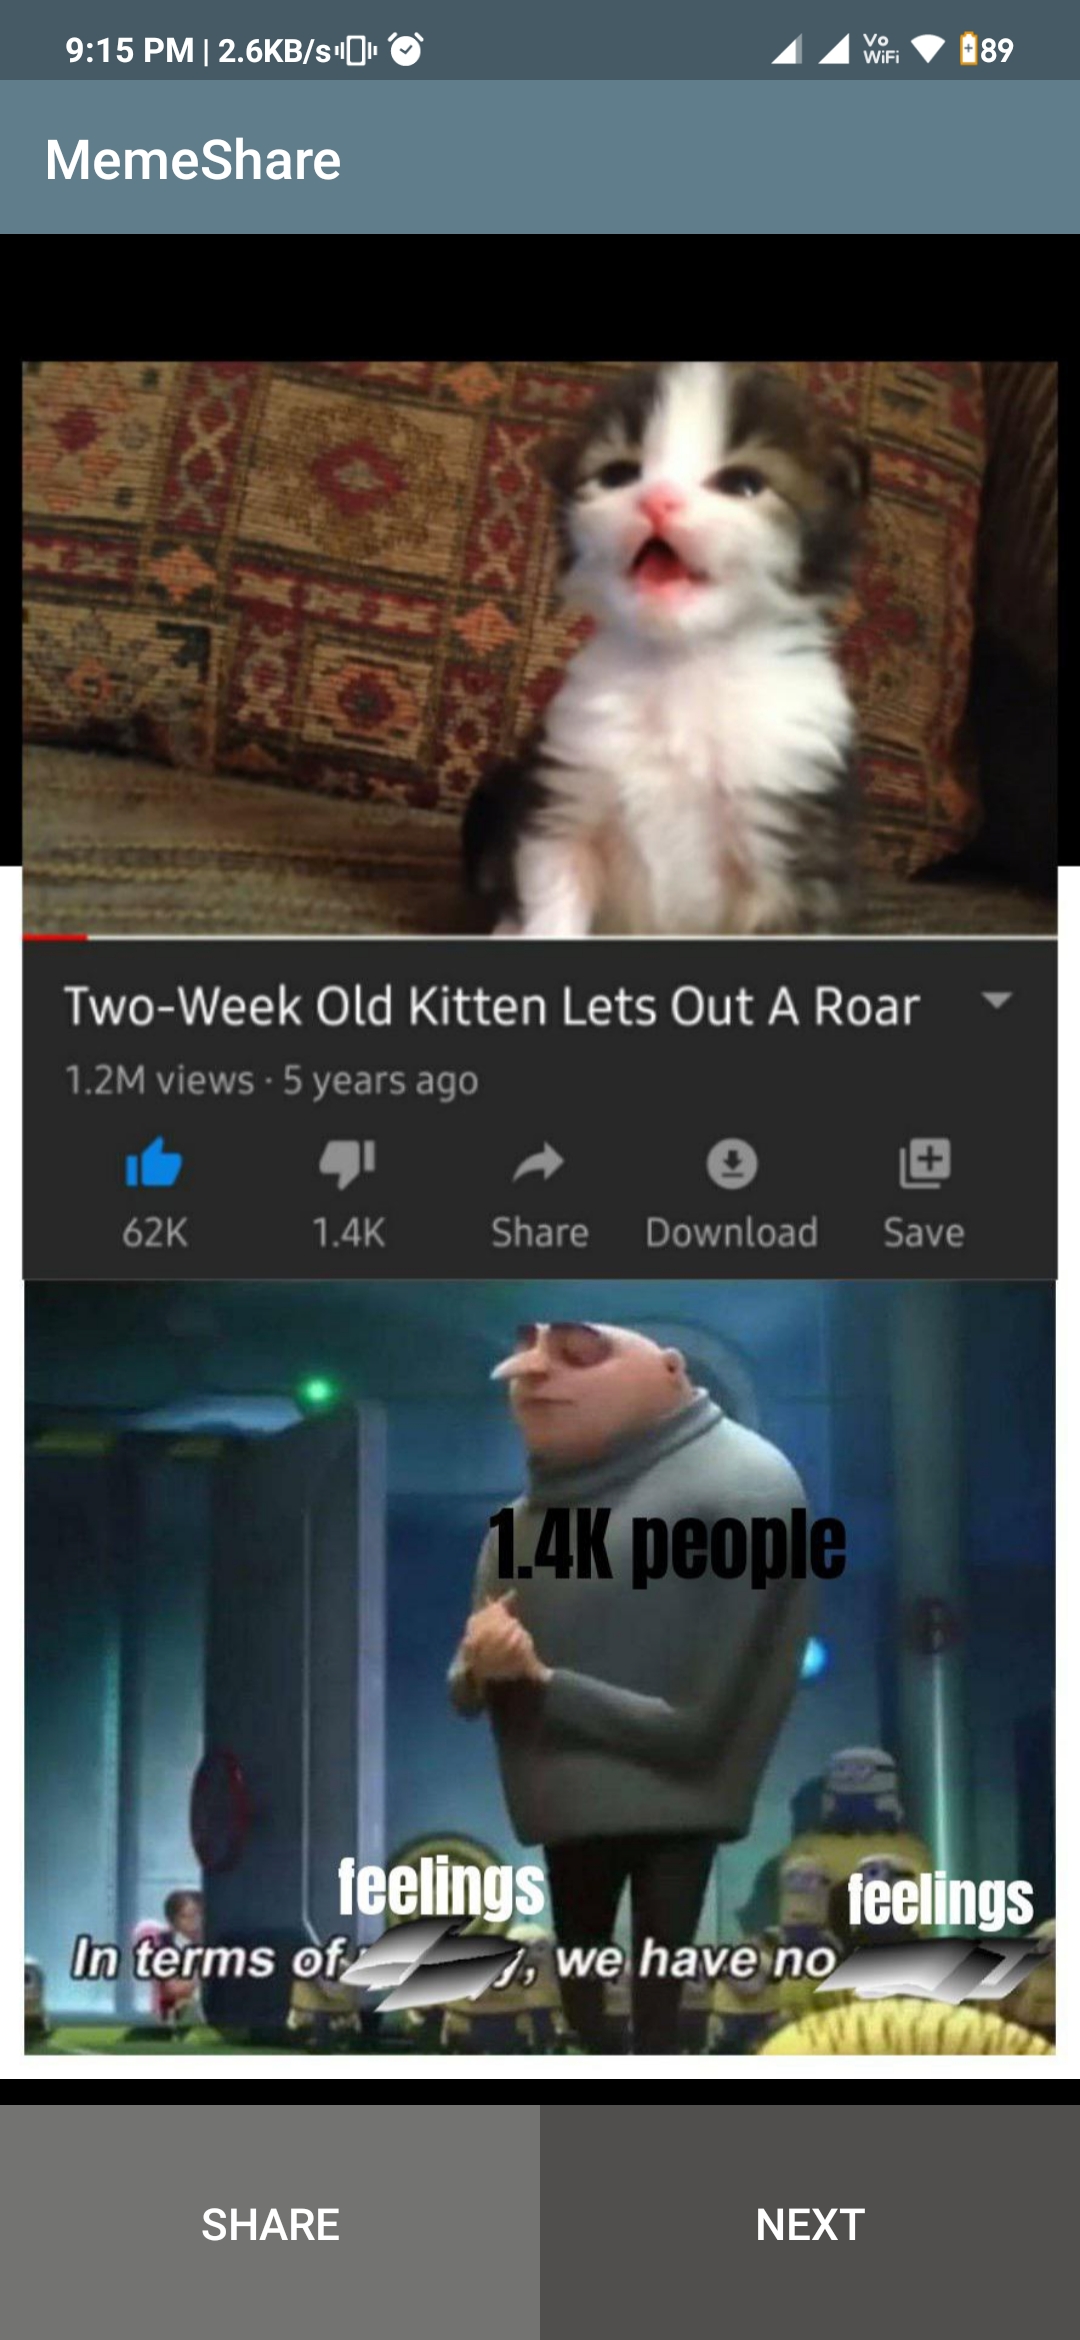 9:15 PM | 2.6KB/s
Vo
WiFi
89
MemeShare
Two-Week Old Kitten Lets Out A Roar
1.2M views · 5 years ago
62K 1.4K Share Download Save
1.4K people
feelings feelings
In terms of , we have no
SHARE NEXT